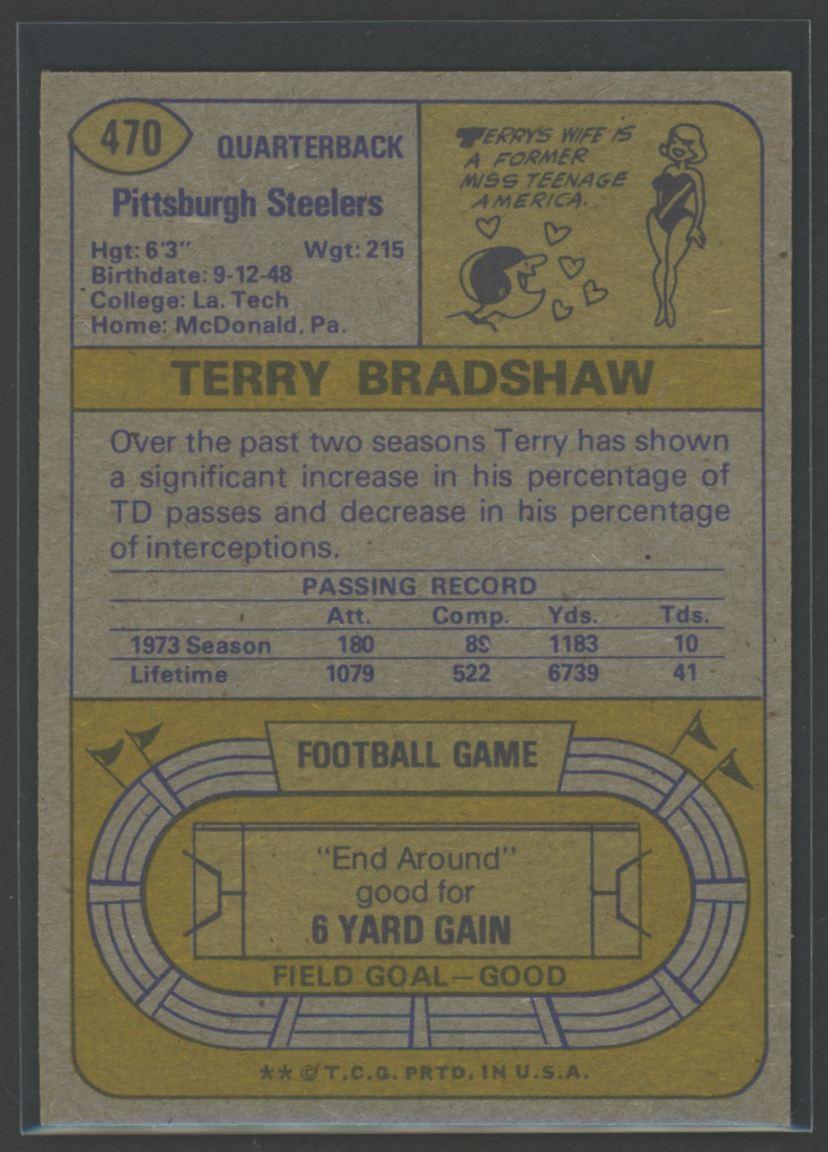 470
QUARTERBACK
Pittsburgh Steelers
Hgt: 6'3" Wgt: 215
Birthdate: 9-12-48
College: La. Tech
Home: McDonald, Pa.
TERRY'S WIFE IS
A FORMER
MISS TEENAGE
AMERICA..
TERRY BRADSHAW
Over the past two seasons Terry has shown
a significant increase in his percentage of
TD passes and decrease in his percentage
of interceptions.
PASSING RECORD
Att. Comp. Yds. Tds.
1973 Season 180 89 1183 10
Lifetime 1079 522 6739 41
FOOTBALL GAME
"End Around"
good for
6 YARD GAIN
FIELD GOAL—GOOD
** © T.C.G. PRTD. IN U.S.A.